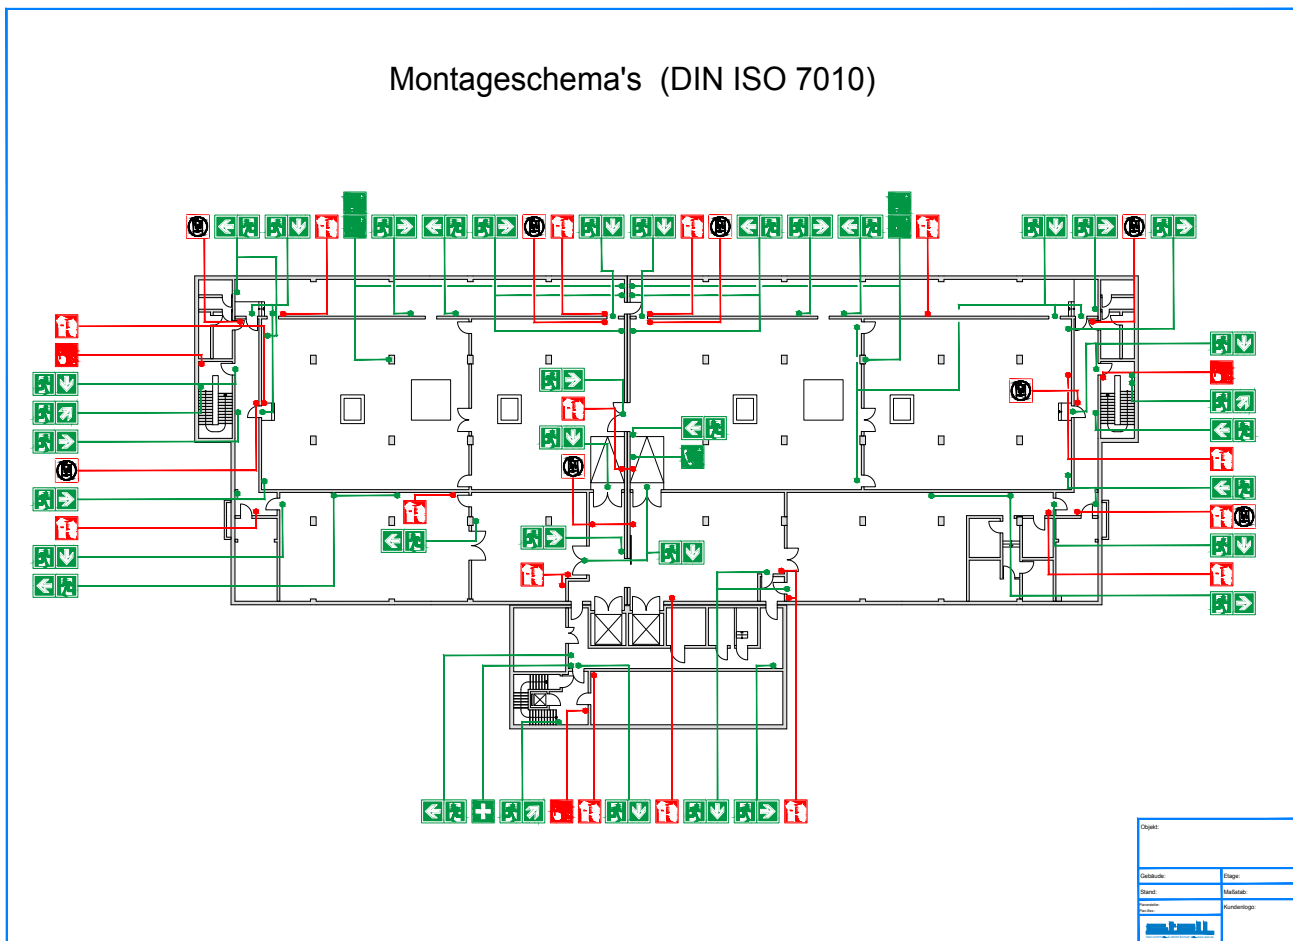 Montageschema's (DIN ISO 7010)
Objekt:
Gebäude:
Etage:
Stand:
Maßstab:
Kundenlogo: